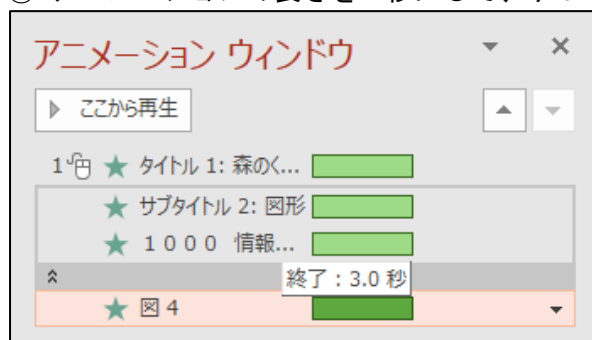 アニメーション ウィンドウ
ここから再生
1 タイトル 1: 森のく...
サブタイトル 2: 図形
１０００ 情報...
終了：3.0 秒
図 4